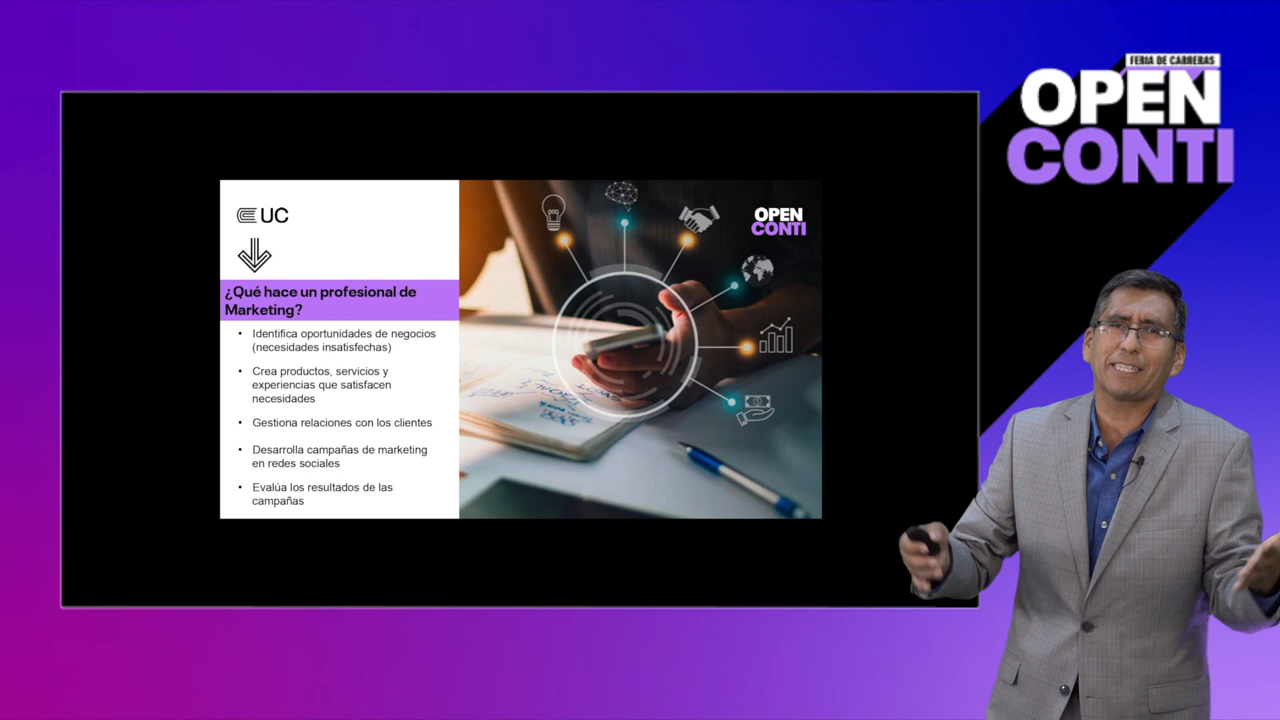 FERIA DE CARRERAS
OPEN
CONTI
UC
OPEN
CONTI
¿Qué hace un profesional de
Marketing?
• Identifica oportunidades de negocios
(necesidades insatisfechas)
• Crea productos, servicios y
experiencias que satisfacen
necesidades
• Gestiona relaciones con los clientes
• Desarrolla campañas de marketing
en redes sociales
• Evalúa los resultados de las
campañas